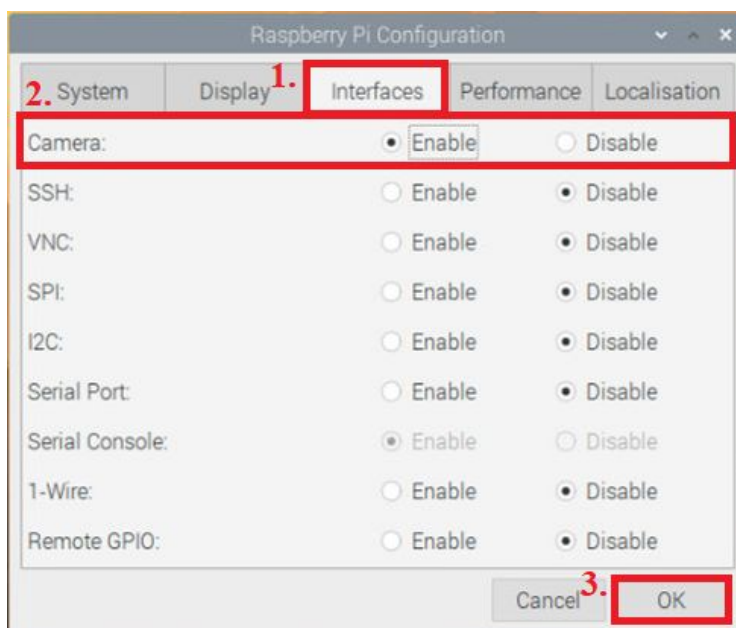 Raspberry Pi Configuration
2. System Display 1. Interfaces Performance Localisation
Camera: Enable Disable
SSH: Enable Disable
VNC: Enable Disable
SPI: Enable Disable
I2C: Enable Disable
Serial Port: Enable Disable
Serial Console: Enable Disable
1-Wire: Enable Disable
Remote GPIO: Enable Disable
Cancel 3. OK